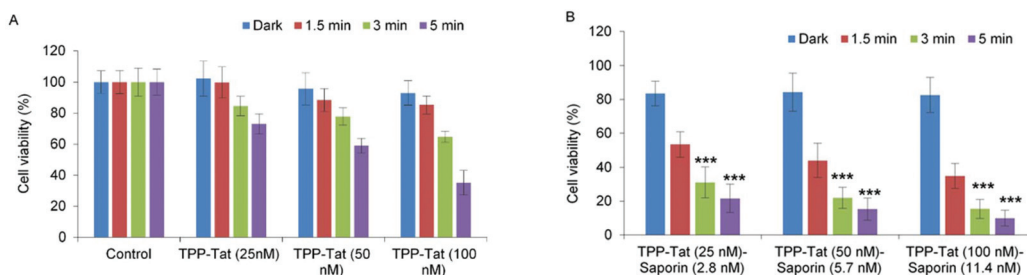 A
Dark 1.5 min 3 min 5 min
Cell viability (%)
120
100
80
60
40
20
0
Control TPP-Tat (25nM) TPP-Tat (50 nM) TPP-Tat (100 nM)
B
Dark 1.5 min 3 min 5 min
Cell viability (%)
100
80
60
40
20
0
*** *** *** *** *** ***
TPP-Tat (25 nM)- TPP-Tat (50 nM)- TPP-Tat (100 nM)-
Saporin (2.8 nM) Saporin (5.7 nM) Saporin (11.4 nM)